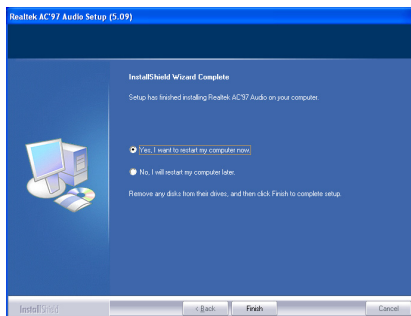 Realtek AC'97 Audio Setup (5.09)
InstallShield Wizard Complete
Setup has finished installing Realtek AC'97 Audio on your computer.
Yes, I want to restart my computer now.
No, I will restart my computer later.
Remove any disks from their drives, and then click Finish to complete setup.
InstallShield
< Back
Finish
Cancel